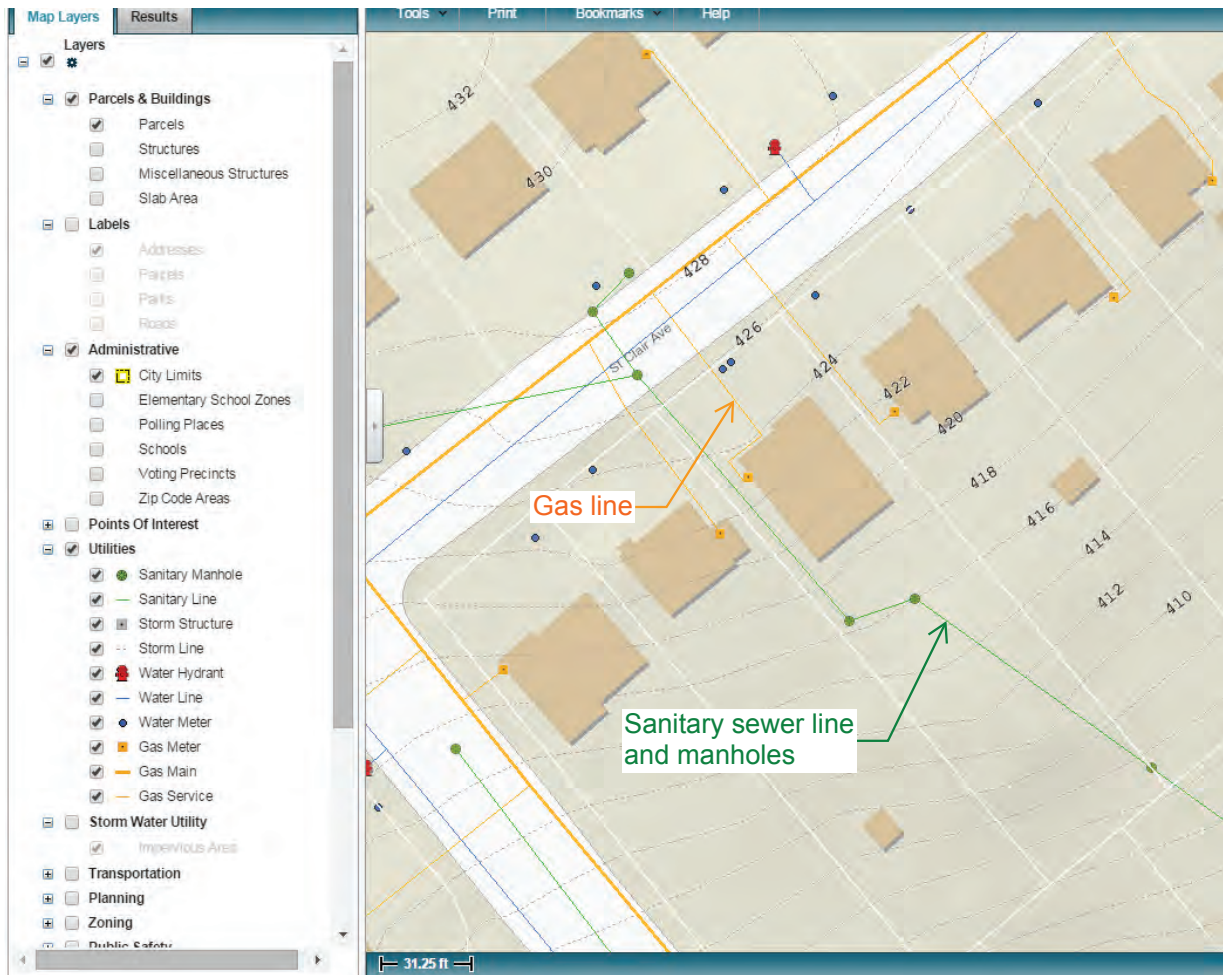 Map Layers
Results
Tools
Print
Bookmarks
Help
Layers
Parcels & Buildings
Parcels
Structures
Miscellaneous Structures
Slab Area
Labels
Addresses
Parcels
Parks
Roads
Administrative
City Limits
Elementary School Zones
Polling Places
Schools
Voting Precincts
Zip Code Areas
Points Of Interest
Utilities
Sanitary Manhole
Sanitary Line
Storm Structure
Storm Line
Water Hydrant
Water Line
Water Meter
Gas Meter
Gas Main
Gas Service
Storm Water Utility
Impervious Area
Transportation
Planning
Zoning
Public Safety
432
430
428
St Clair Ave
426
424
422
420
418
416
414
412
410
Gas line
Sanitary sewer line
and manholes
31.25 ft